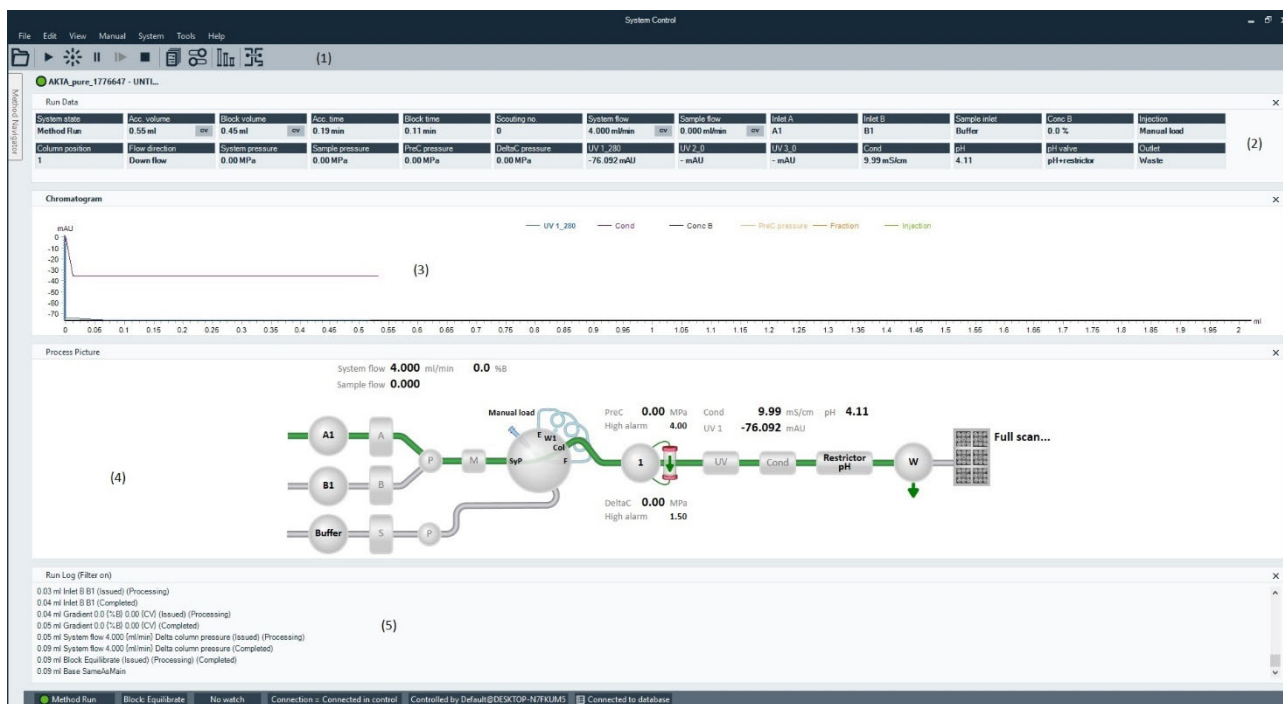 System Control
File Edit View Manual System Tools Help
(1)
Method Navigator
AKTA_pure_1776647 - UNTI...
Run Data
System state Acc. volume Block volume Acc. time Block time Scouting no. System flow Sample flow Inlet A Inlet B Sample inlet Conc B Injection
Method Run 0.55 ml cv 0.45 ml cv 0.19 min 0.11 min 0 4.000 ml/min cv 0.000 ml/min cv A1 B1 Buffer 0.0 % Manual load
Column position Flow direction System pressure Sample pressure PreC pressure DeltaC pressure UV 1_280 UV 2_0 UV 3_0 Cond pH pH valve Outlet
1 Down flow 0.00 MPa 0.00 MPa 0.00 MPa 0.00 MPa -76.092 mAU - mAU - mAU 9.99 mS/cm 4.11 pH+restrictor Waste
(2)
Chromatogram
UV 1_280 Cond Conc B PreC pressure Fraction Injection
mAU
0
-10
-20
-30
-40
-50
-60
-70
(3)
0 0.05 0.1 0.15 0.2 0.25 0.3 0.35 0.4 0.45 0.5 0.55 0.6 0.65 0.7 0.75 0.8 0.85 0.9 0.95 1 1.05 1.1 1.15 1.2 1.25 1.3 1.35 1.4 1.45 1.5 1.55 1.6 1.65 1.7 1.75 1.8 1.85 1.9 1.95 2 ml
Process Picture
System flow 4.000 ml/min 0.0 %B
Sample flow 0.000
Manual load
PreC 0.00 MPa Cond 9.99 mS/cm pH 4.11
High alarm 4.00 UV 1 -76.092 mAU
A1 A
P M
E W1 Col F SyP
1 UV Cond Restrictor pH W
Full scan...
B1 B
(4)
DeltaC 0.00 MPa
High alarm 1.50
Buffer S P
Run Log (Filter on)
0.03 ml Inlet B B1 (Issued) (Processing)
0.04 ml Inlet B B1 (Completed)
0.04 ml Gradient 0.0 {%B} 0.00 {CV} (Issued) (Processing)
0.05 ml Gradient 0.0 {%B} 0.00 {CV} (Completed)
0.05 ml System flow 4.000 {ml/min} Delta column pressure (Issued) (Processing)
0.09 ml System flow 4.000 {ml/min} Delta column pressure (Completed)
0.09 ml Block Equilibrate (Issued) (Processing) (Completed)
0.09 ml Base SameAsMain
(5)
Method Run Block: Equilibrate No watch Connection = Connected in control Controlled by Default@DESKTOP-N7FKUM5 Connected to database